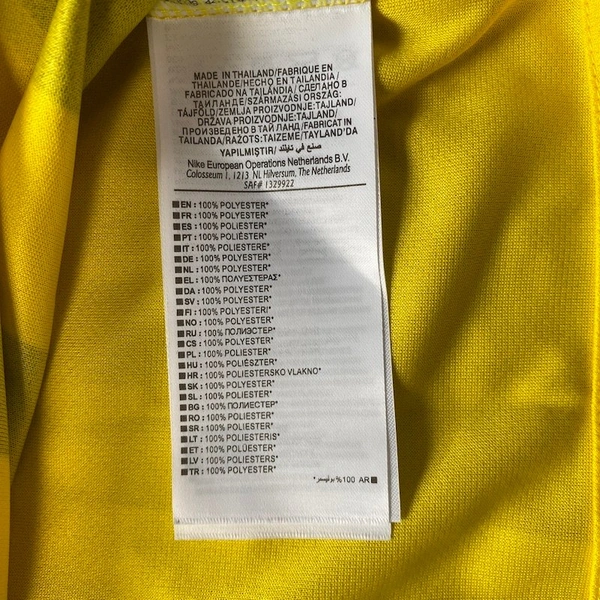 MADE IN THAILAND/FABRIQUE EN
THAILANDE/HECHO EN TAILANDIA/
FABRICADO NA TAILÂNDIA/ СДЕЛАНО В
ТАИЛАНДЕ/SZÁRMAZÁSI ORSZÁG:
TÁJFÖLD/ZEMLJA PROIZVODNJE:TAJLAND/
DRŽAVA PROIZVODNJE:TAJLAND/
ПРОИЗВЕДЕНО В ТАЙ ЛАНД/FABRICAT IN
TAILANDA/RAŽOTS:TAIZEME/TAYLAND'DA
YAPILMIŞTIR/ صنع في تايلند
Nike European Operations Netherlands B.V.
Colosseum 1, 1213 NL Hilversum, The Netherlands
SAF# 1329922
EN : 100% POLYESTER*
FR : 100% POLYESTER*
ES : 100% POLIÉSTER*
PT : 100% POLIÉSTER*
IT : 100% POLIESTERE*
DE : 100% POLYESTER*
NL : 100% POLYESTER*
EL : 100% ΠΟΛΥΕΣΤΕΡΑΣ*
DA : 100% POLYESTER*
SV : 100% POLYESTER*
FI : 100% POLYESTERI*
NO : 100% POLYESTER*
RU : 100% ПОЛИЭСТЕР*
CS : 100% POLYESTER*
PL : 100% POLIESTER*
HU : 100% POLIÉSZTER*
HR : 100% POLIESTERSKO VLAKNO*
SK : 100% POLYESTER*
SL : 100% POLIESTER*
BG : 100% ПОЛИЕСТЕР*
RO : 100% POLIESTER*
SR : 100% POLIESTER*
LT : 100% POLIESTERIS*
ET : 100% POLÜESTER*
LV : 100% POLIESTERS*
TR : 100% POLYESTER*
AR 100% بوليستر*